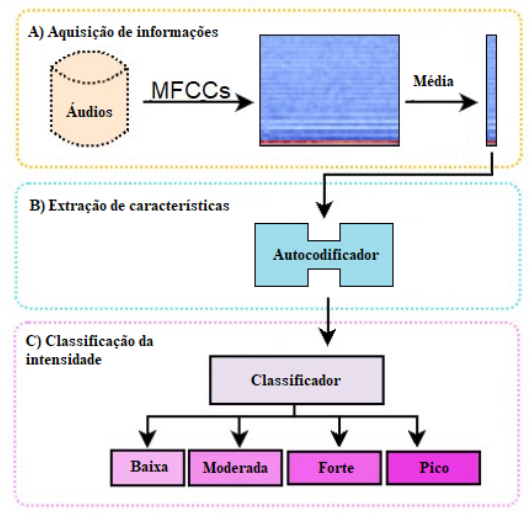 A) Aquisição de informações
Áudios
MFCCs
Média
B) Extração de características
Autocodificador
C) Classificação da
intensidade
Classificador
Baixa
Moderada
Forte
Pico